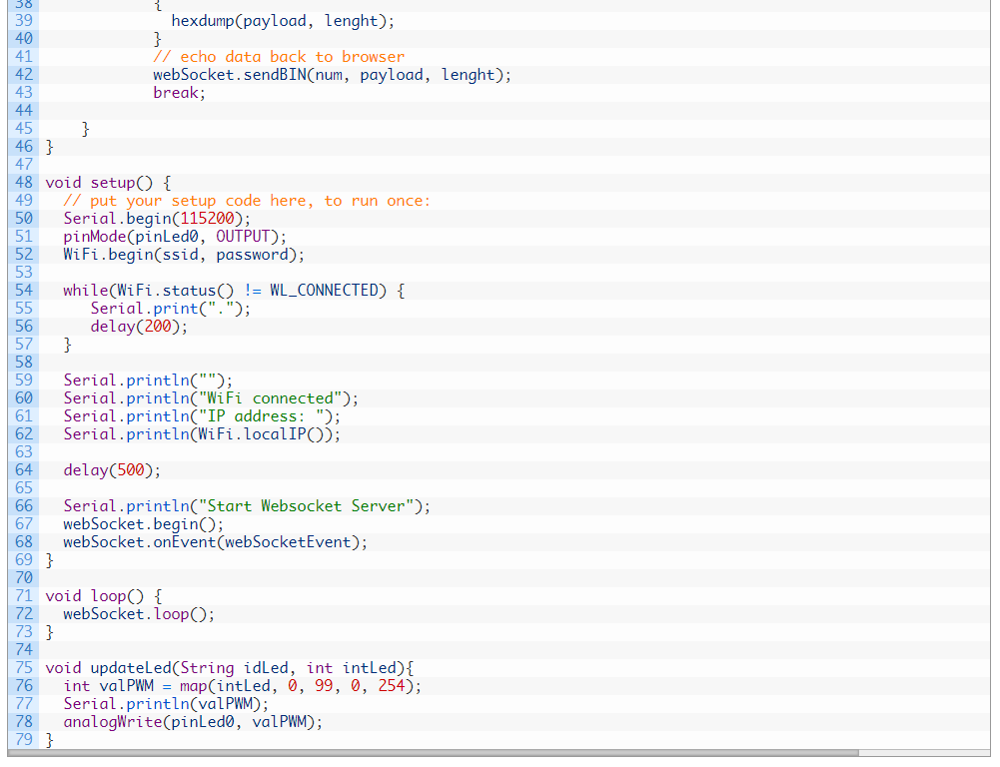 38 {
39 hexdump(payload, lenght);
40 }
41 // echo data back to browser
42 webSocket.sendBIN(num, payload, lenght);
43 break;
44
45 }
46 }
47
48 void setup() {
49 // put your setup code here, to run once:
50 Serial.begin(115200);
51 pinMode(pinLed0, OUTPUT);
52 WiFi.begin(ssid, password);
53
54 while(WiFi.status() != WL_CONNECTED) {
55 Serial.print(".");
56 delay(200);
57 }
58
59 Serial.println("");
60 Serial.println("WiFi connected");
61 Serial.println("IP address: ");
62 Serial.println(WiFi.localIP());
63
64 delay(500);
65
66 Serial.println("Start Websocket Server");
67 webSocket.begin();
68 webSocket.onEvent(webSocketEvent);
69 }
70
71 void loop() {
72 webSocket.loop();
73 }
74
75 void updateLed(String idLed, int intLed){
76 int valPWM = map(intLed, 0, 99, 0, 254);
77 Serial.println(valPWM);
78 analogWrite(pinLed0, valPWM);
79 }